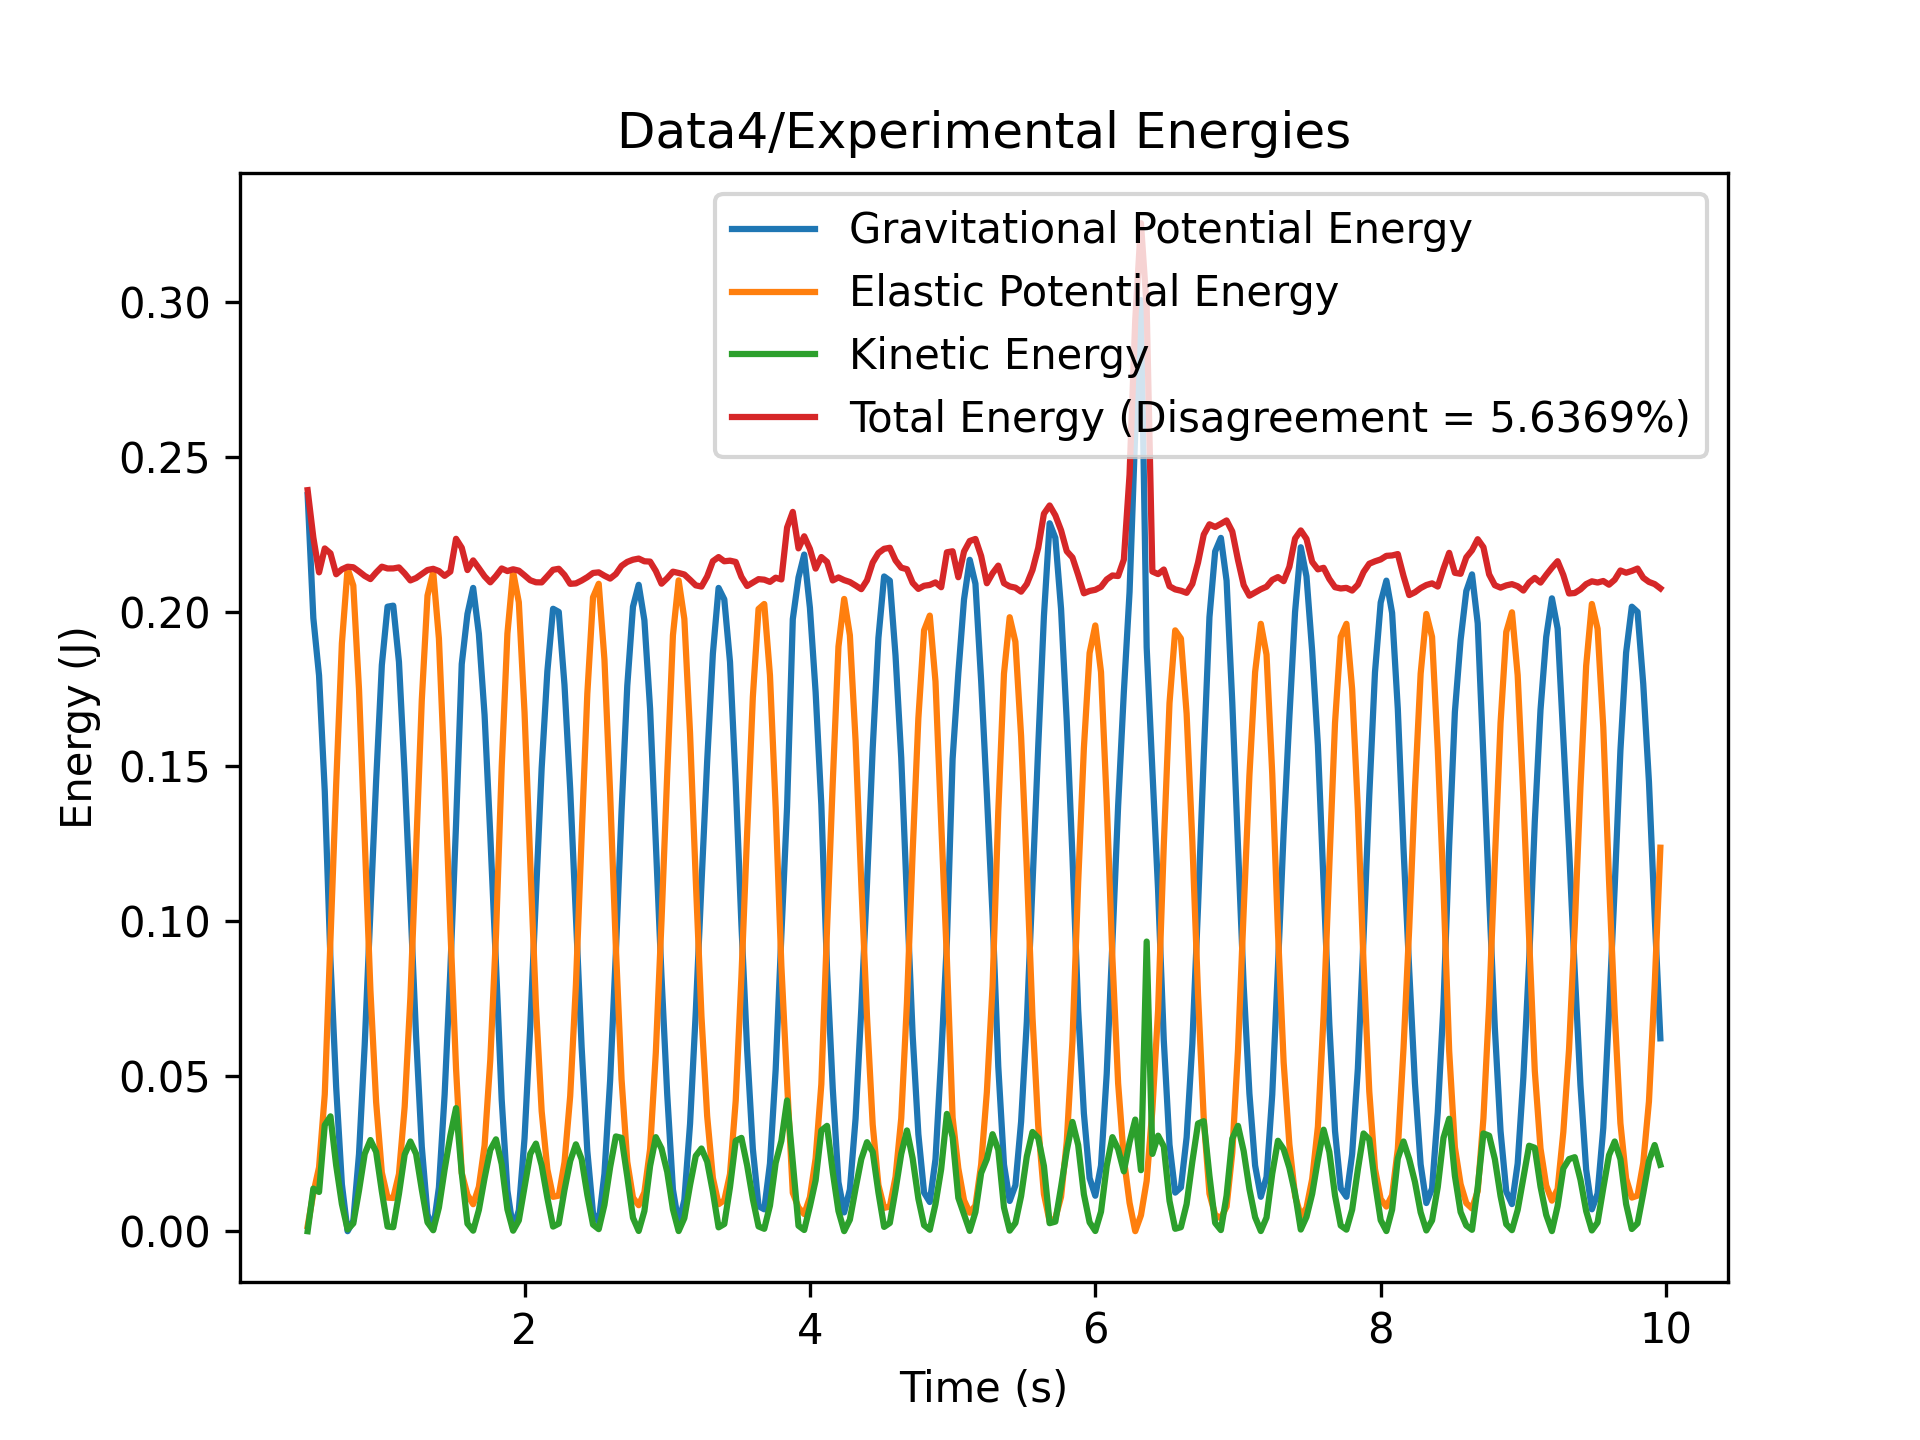 Data4/Experimental Energies
Gravitational Potential Energy
Elastic Potential Energy
Kinetic Energy
Total Energy (Disagreement = 5.6369%)
Energy (J)
0.30
0.25
0.20
0.15
0.10
0.05
0.00
2 4 6 8 10
Time (s)